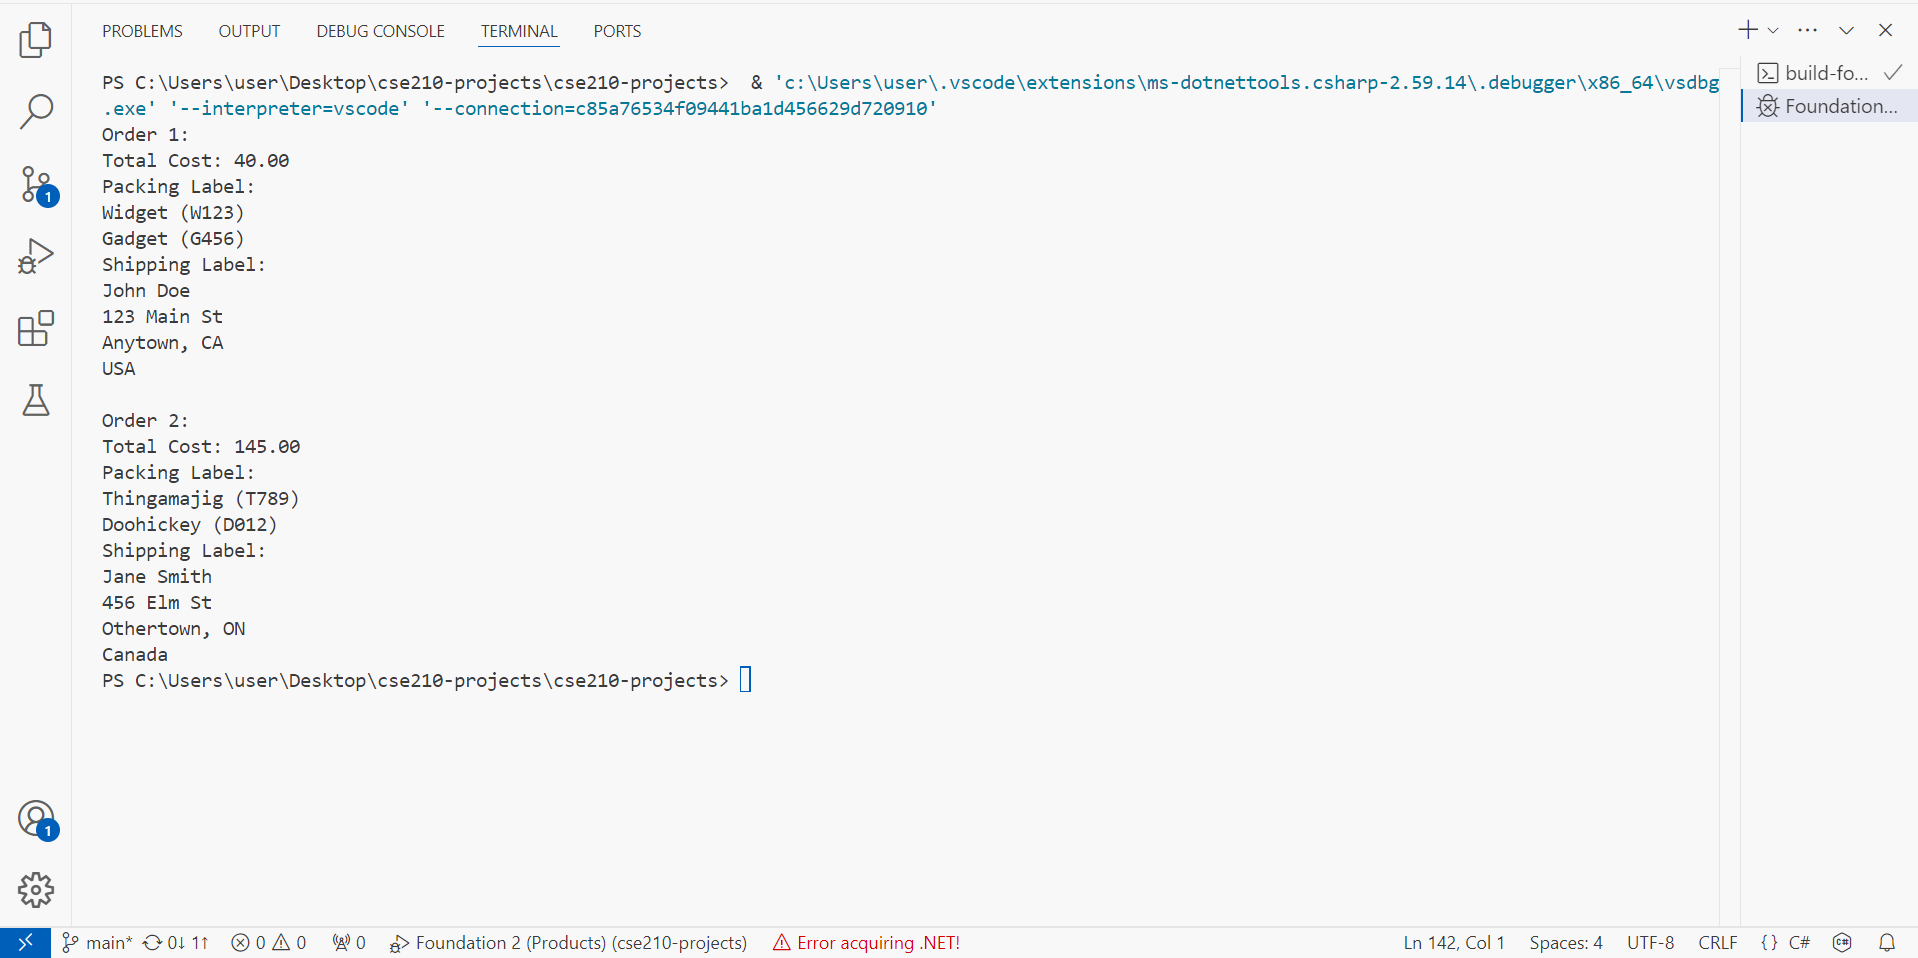 PROBLEMS OUTPUT DEBUG CONSOLE TERMINAL PORTS
PS C:\Users\user\Desktop\cse210-projects\cse210-projects>  & 'c:\Users\user\.vscode\extensions\ms-dotnettools.csharp-2.59.14\.debugger\x86_64\vsdbg
.exe' '--interpreter=vscode' '--connection=c85a76534f09441ba1d456629d720910'
Order 1:
Total Cost: 40.00
Packing Label:
Widget (W123)
Gadget (G456)
Shipping Label:
John Doe
123 Main St
Anytown, CA
USA
Order 2:
Total Cost: 145.00
Packing Label:
Thingamajig (T789)
Doohickey (D012)
Shipping Label:
Jane Smith
456 Elm St
Othertown, ON
Canada
PS C:\Users\user\Desktop\cse210-projects\cse210-projects>
build-fo...
Foundation...
1
1
main* 0↓ 1↑ 0 0 0 Foundation 2 (Products) (cse210-projects) Error acquiring .NET! Ln 142, Col 1 Spaces: 4 UTF-8 CRLF {} C#